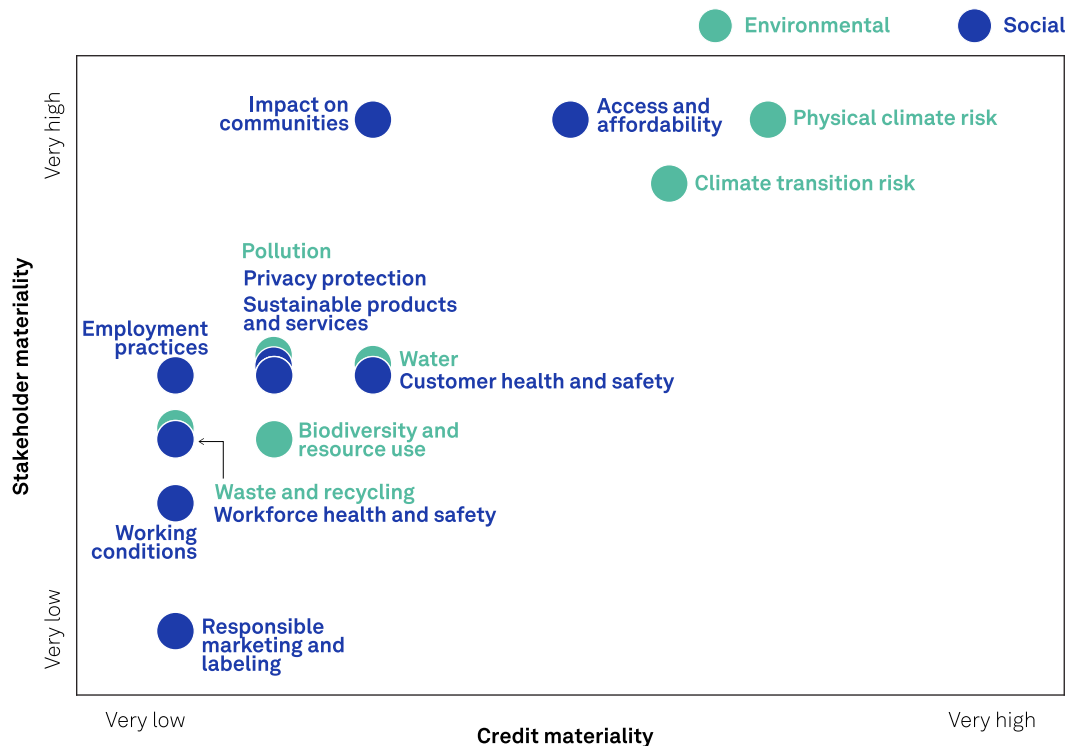 Environmental
Social
Very high
Impact on
communities
Access and
affordability
Physical climate risk
Climate transition risk
Pollution
Privacy protection
Sustainable products
and services
Employment
practices
Water
Customer health and safety
Stakeholder materiality
Biodiversity and
resource use
Waste and recycling
Workforce health and safety
Working
conditions
Very low
Responsible
marketing and
labeling
Very low
Credit materiality
Very high